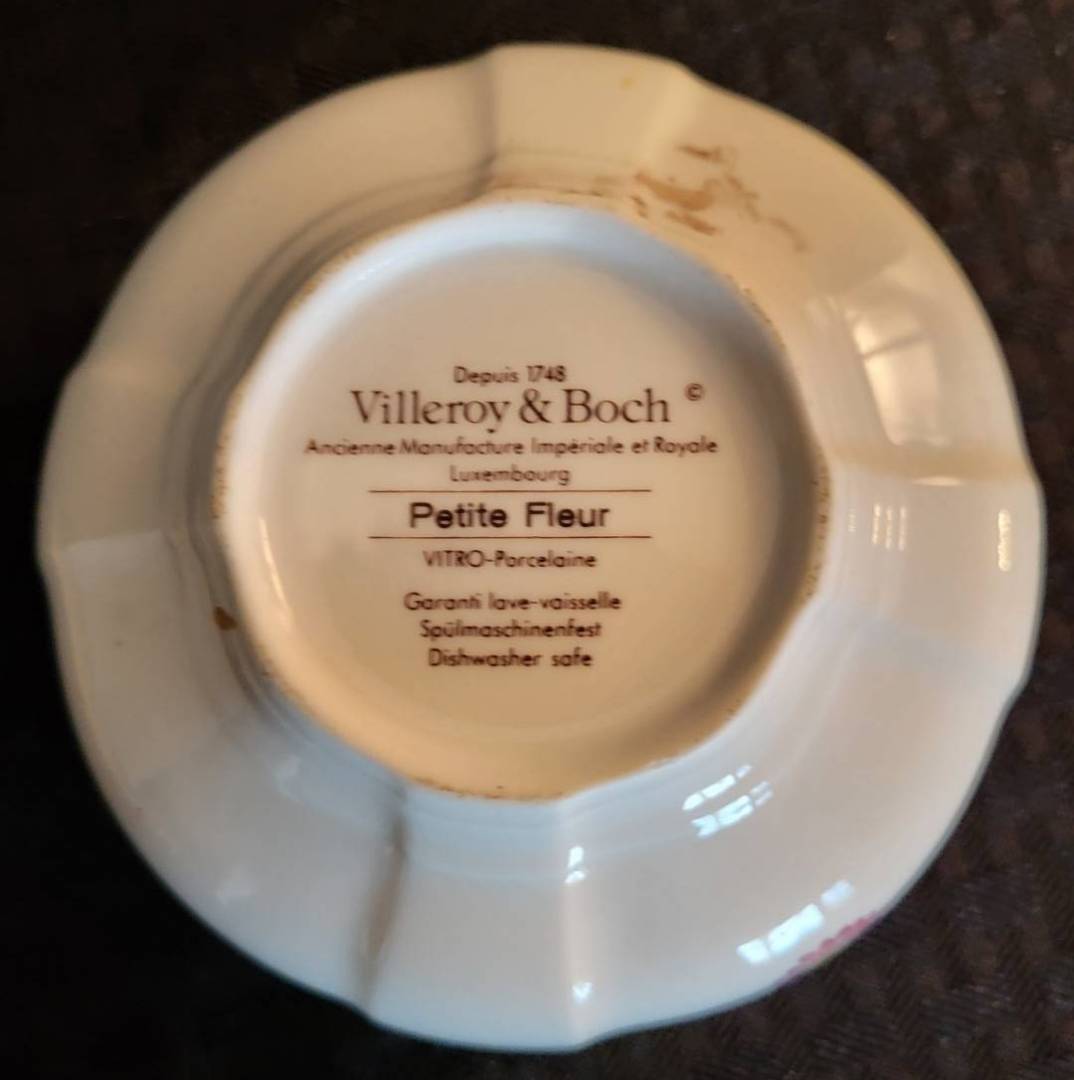 Depuis 1748
Villeroy & Boch ©
Ancienne Manufacture Impériale et Royale
Luxembourg
Petite Fleur
VITRO-Porcelaine
Garanti lave-vaisselle
Spülmaschinenfest
Dishwasher safe